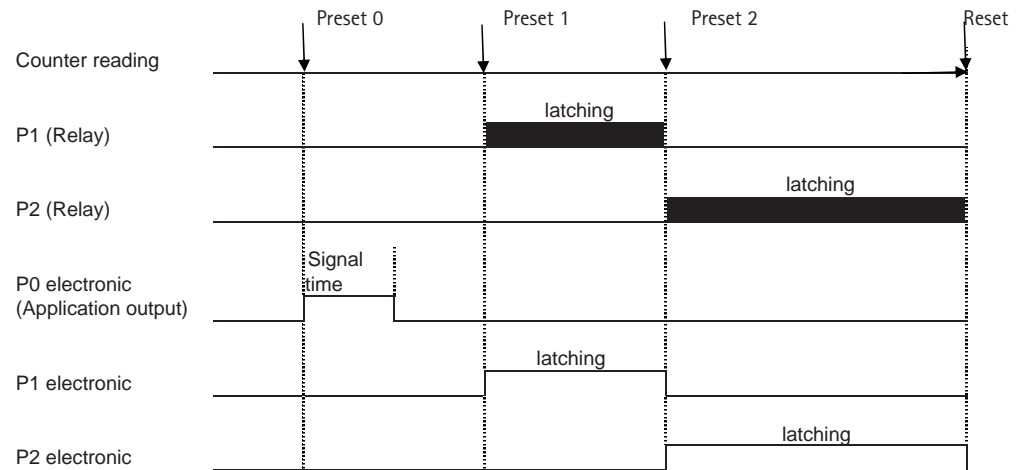 Preset 0 Preset 1 Preset 2 Reset
Counter reading
latching
P1 (Relay)
latching
P2 (Relay)
Signal
time
P0 electronic
(Application output)
latching
P1 electronic
latching
P2 electronic